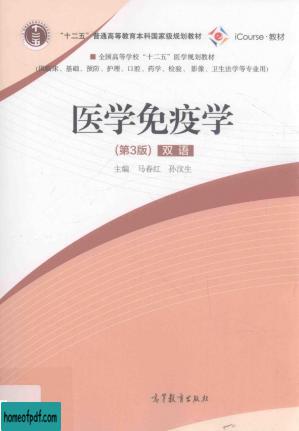 "十二五"普通高等教育本科国家级规划教材
iCourse·教材
全国高等学校"十二五"医学规划教材
(供临床、基础、预防、护理、口腔、药学、检验、影像、卫生法学等专业用)
医学免疫学
(第3版) 双语
主编 马春红 孙汶生
高等教育出版社
homeofpdf.com